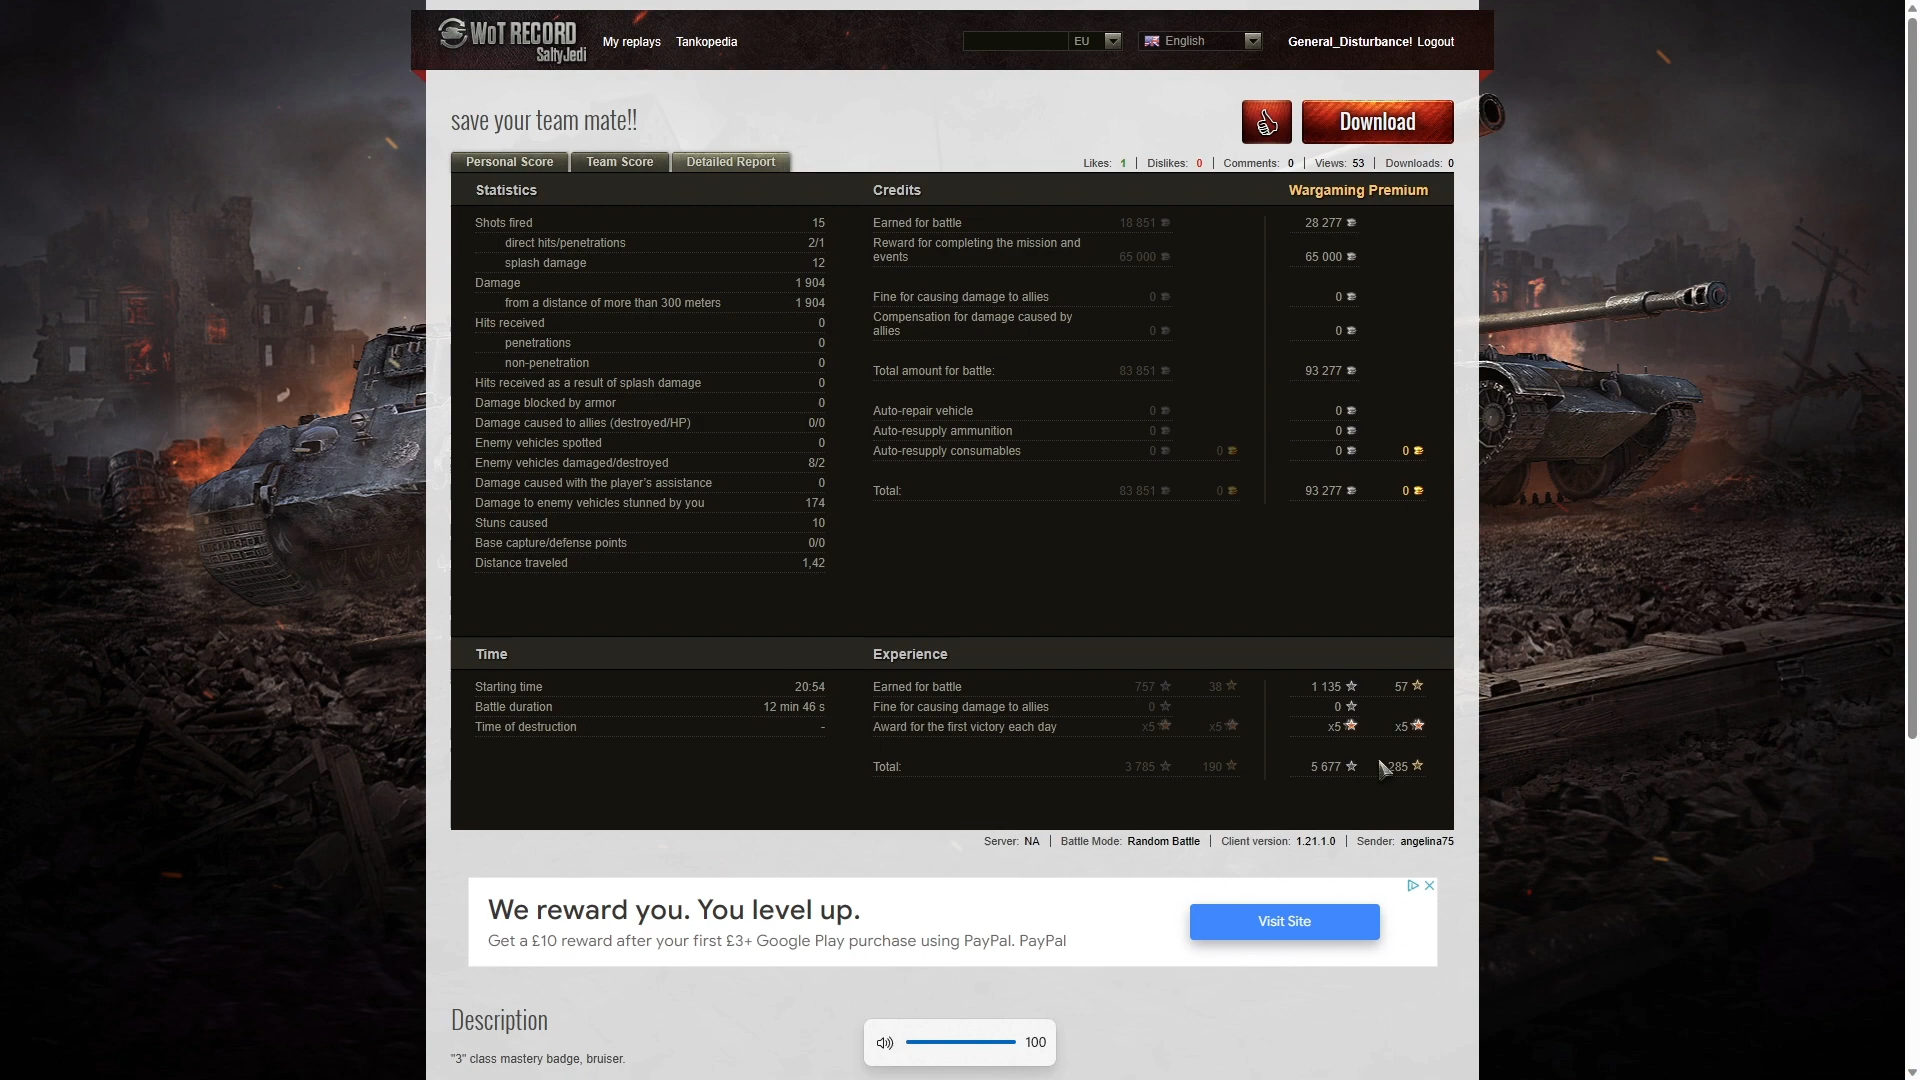 WoT RECORD
SaltyJedi
My replays
Tankopedia
EU
English
General_Disturbance! Logout
save your team mate!!
Download
Personal Score
Team Score
Detailed Report
Likes: 1 | Dislikes: 0 | Comments: 0 | Views: 53 | Downloads: 0
Statistics
Shots fired 15
direct hits/penetrations 2/1
splash damage 12
Damage 1 904
from a distance of more than 300 meters 1 904
Hits received 0
penetrations 0
non-penetration 0
Hits received as a result of splash damage 0
Damage blocked by armor 0
Damage caused to allies (destroyed/HP) 0/0
Enemy vehicles spotted 0
Enemy vehicles damaged/destroyed 8/2
Damage caused with the player's assistance 0
Damage to enemy vehicles stunned by you 174
Stuns caused 10
Base capture/defense points 0/0
Distance traveled 1,42
Credits Wargaming Premium
Earned for battle 18 851 28 277
Reward for completing the mission and
events 65 000 65 000
Fine for causing damage to allies 0 0
Compensation for damage caused by
allies 0 0
Total amount for battle: 83 851 93 277
Auto-repair vehicle 0 0
Auto-resupply ammunition 0 0
Auto-resupply consumables 0 0 0 0
Total: 83 851 0 93 277 0
Time
Starting time 20:54
Battle duration 12 min 46 s
Time of destruction -
Experience
Earned for battle 757 38 1 135 57
Fine for causing damage to allies 0 0
Award for the first victory each day x5 x5 x5 x5
Total: 3 785 190 5 677 285
Server: NA | Battle Mode: Random Battle | Client version: 1.21.1.0 | Sender: angelina75
We reward you. You level up.
Get a £10 reward after your first £3+ Google Play purchase using PayPal. PayPal
Visit Site
Description
"3" class mastery badge, bruiser.
100